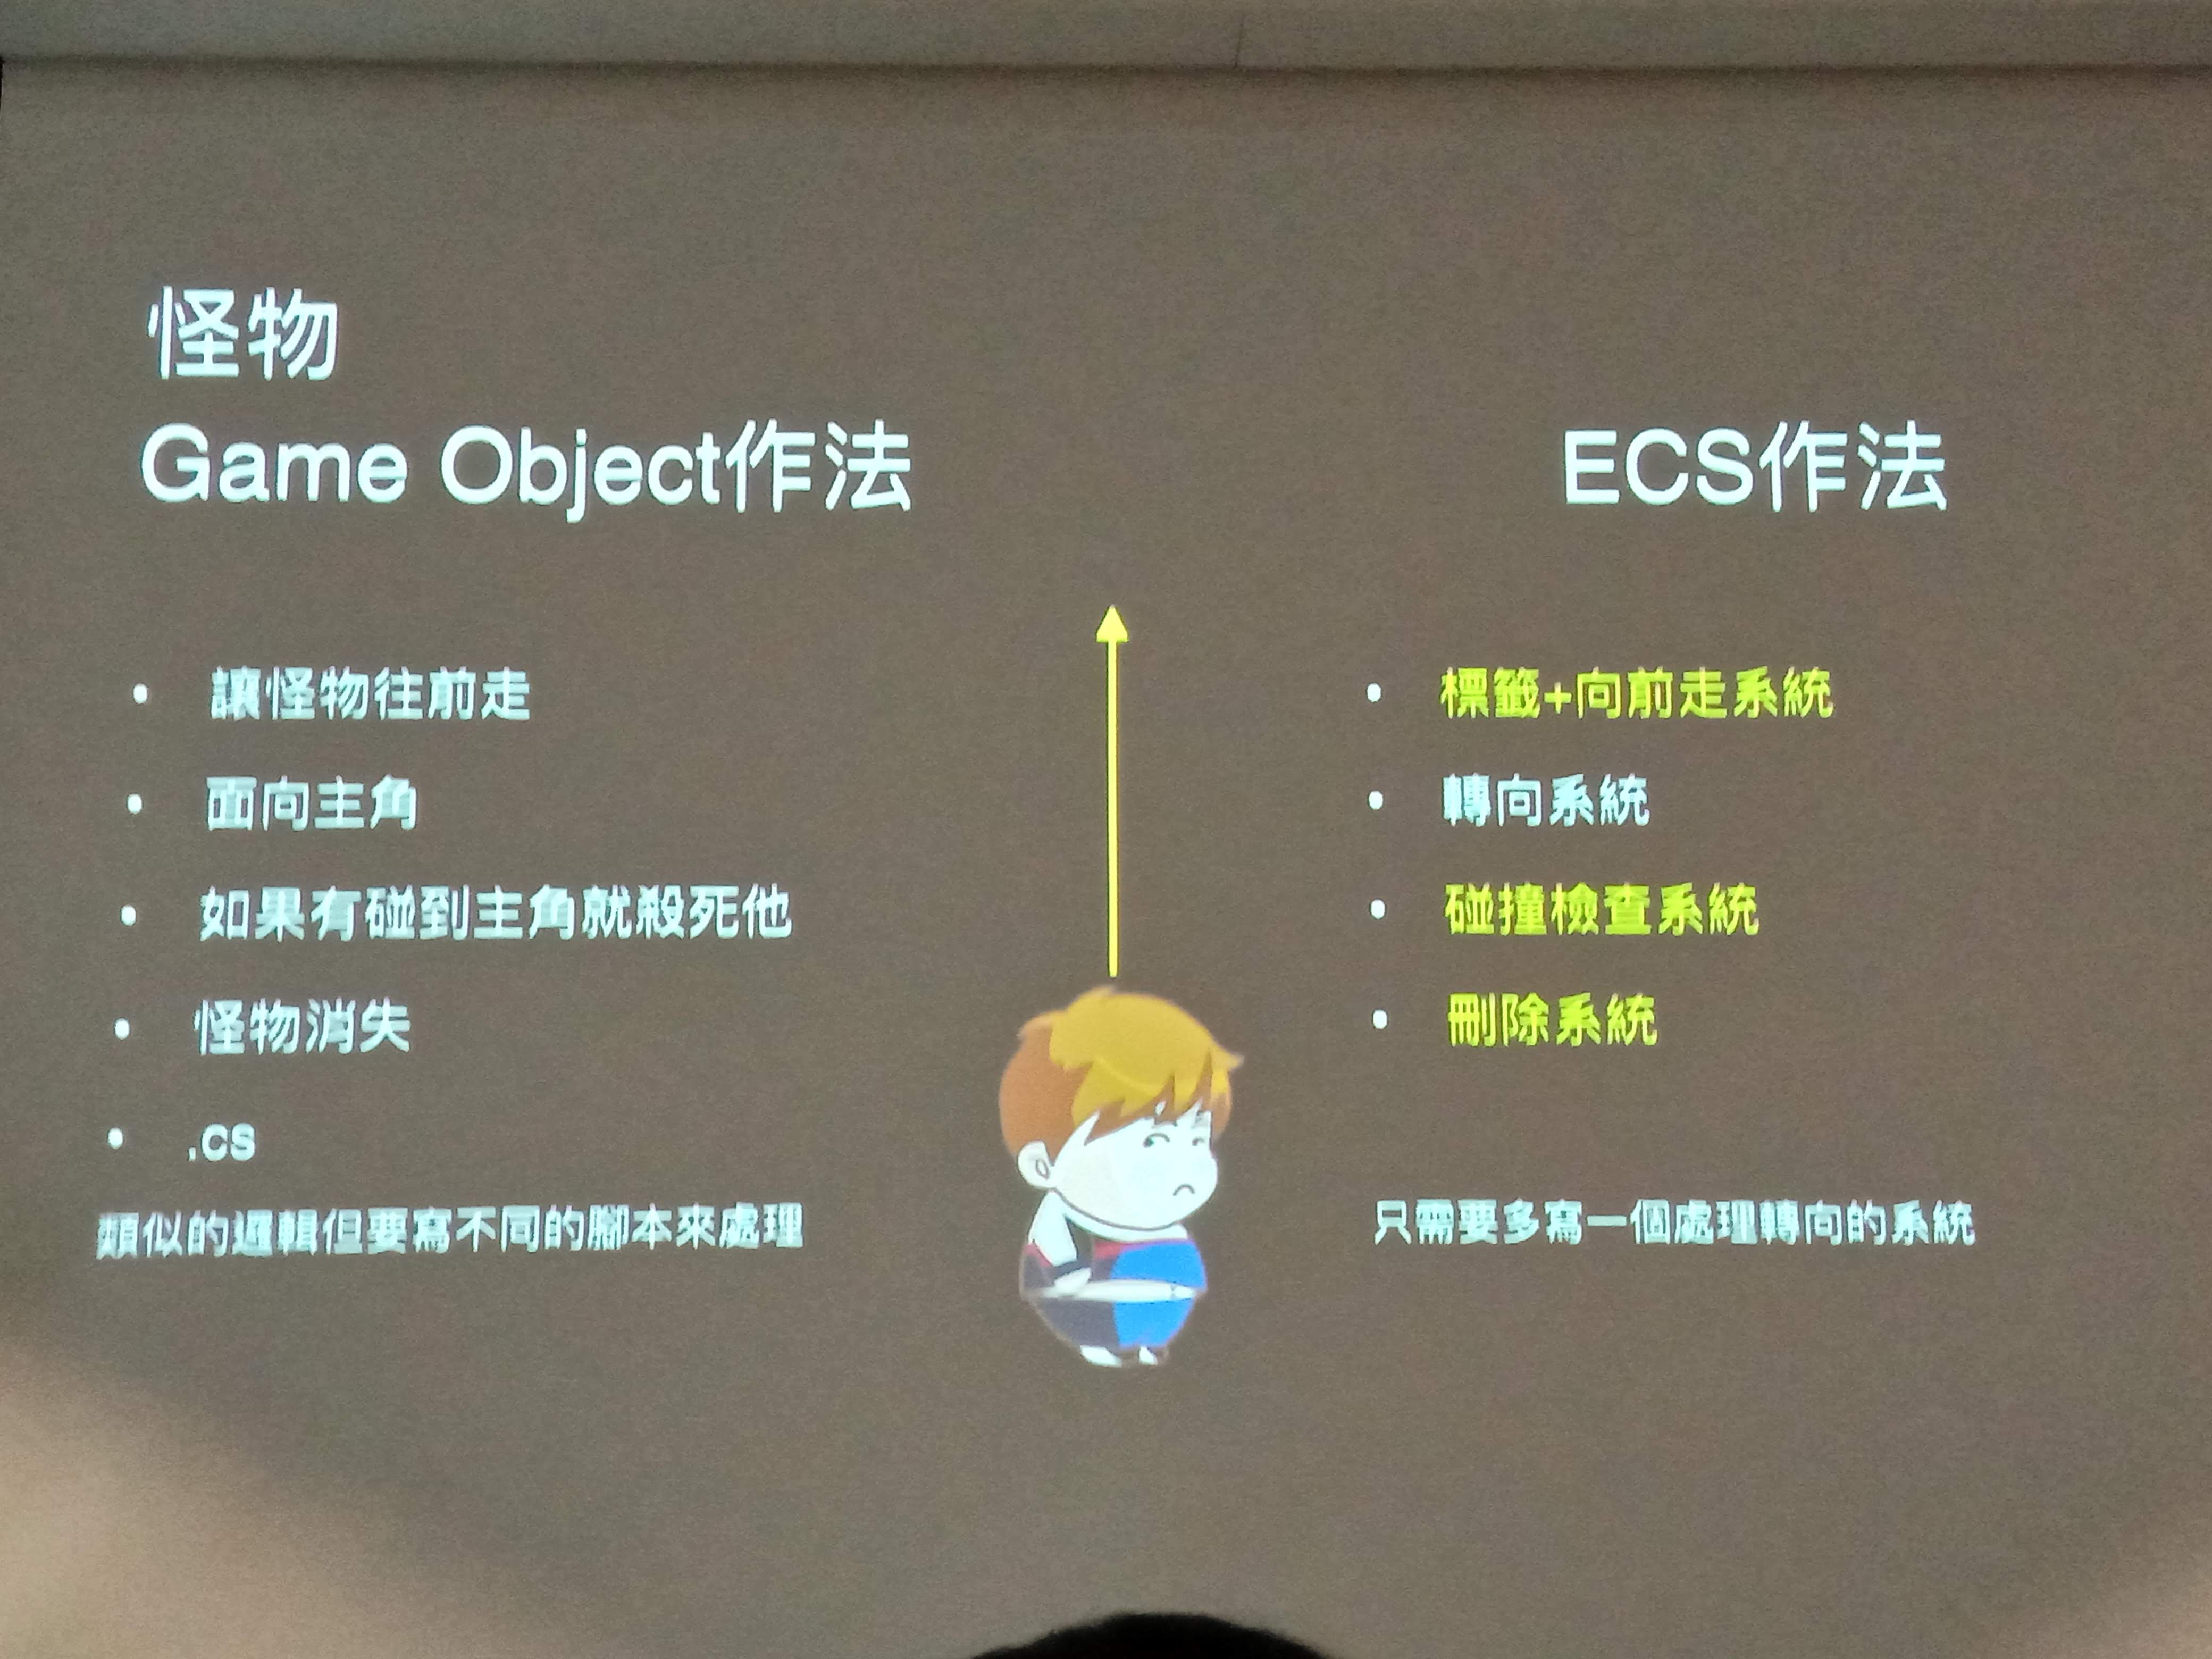 怪物
Game Object作法
• 讓怪物往前走
• 面向主角
• 如果有碰到主角就殺死他
• 怪物消失
• .cs
類似的邏輯但要寫不同的腳本來處理
ECS作法
• 標籤+向前走系統
• 轉向系統
• 碰撞檢查系統
• 刪除系統
只需要多寫一個處理轉向的系統